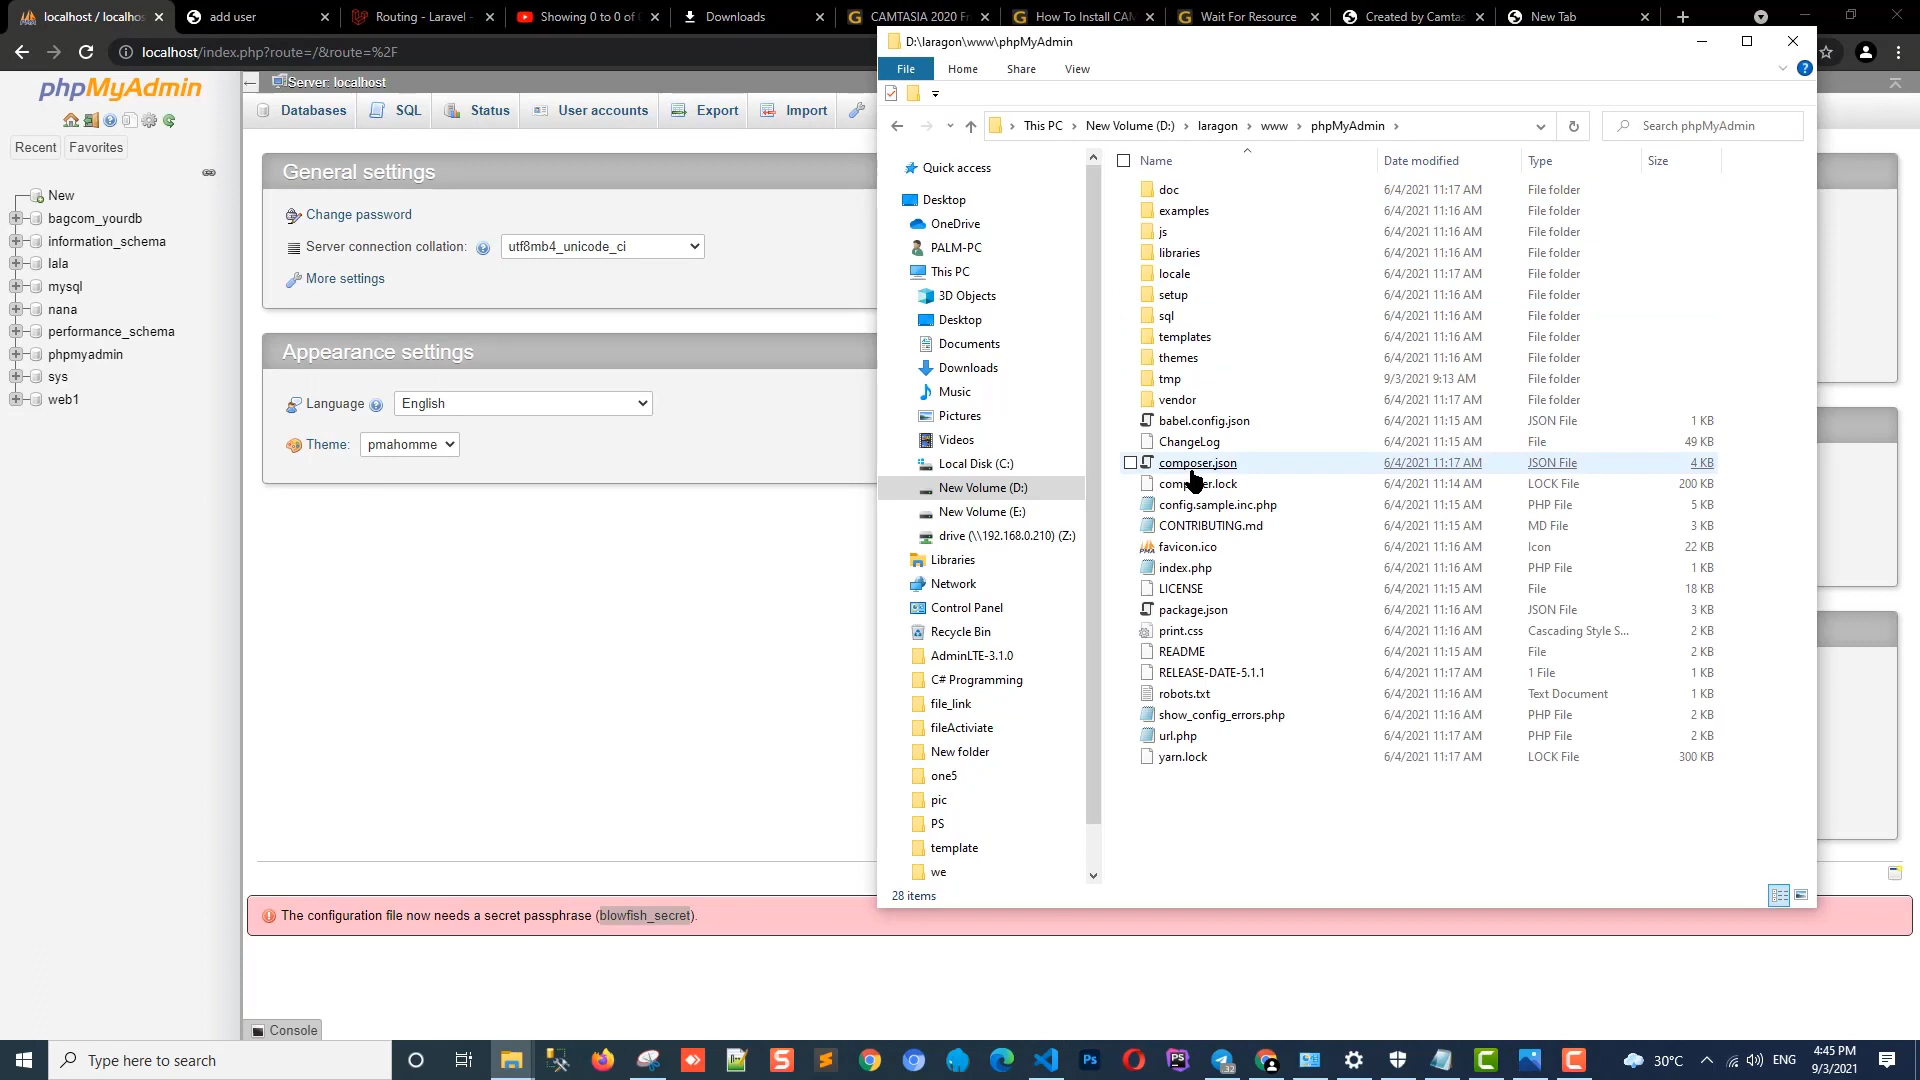 localhost / localhos
add user
Routing - Laravel -
Showing 0 to 0 of
Downloads
CAMTASIA 2020 F
How To Install CAM
Wait For Resource
Created by Camtas
New Tab
localhost/index.php?route=/&route=%2F
phpMyAdmin
Recent
Favorites
New
bagcom_yourdb
information_schema
lala
mysql
nana
performance_schema
phpmyadmin
sys
web1
Server: localhost
Databases
SQL
Status
User accounts
Export
Import
General settings
Change password
Server connection collation:
utf8mb4_unicode_ci
More settings
Appearance settings
Language
English
Theme:
pmahomme
The configuration file now needs a secret passphrase (blowfish_secret).
Console
D:\laragon\www\phpMyAdmin
File
Home
Share
View
This PC
New Volume (D:)
laragon
www
phpMyAdmin
Search phpMyAdmin
Quick access
Desktop
OneDrive
PALM-PC
This PC
3D Objects
Desktop
Documents
Downloads
Music
Pictures
Videos
Local Disk (C:)
New Volume (D:)
New Volume (E:)
drive (\\192.168.0.210) (Z:)
Libraries
Network
Control Panel
Recycle Bin
AdminLTE-3.1.0
C# Programming
file_link
fileActiviate
New folder
one5
pic
PS
template
we
Name Date modified Type Size
doc 6/4/2021 11:17 AM File folder
examples 6/4/2021 11:16 AM File folder
js 6/4/2021 11:16 AM File folder
libraries 6/4/2021 11:16 AM File folder
locale 6/4/2021 11:17 AM File folder
setup 6/4/2021 11:16 AM File folder
sql 6/4/2021 11:16 AM File folder
templates 6/4/2021 11:16 AM File folder
themes 6/4/2021 11:16 AM File folder
tmp 9/3/2021 9:13 AM File folder
vendor 6/4/2021 11:17 AM File folder
babel.config.json 6/4/2021 11:15 AM JSON File 1 KB
ChangeLog 6/4/2021 11:15 AM File 49 KB
composer.json 6/4/2021 11:17 AM JSON File 4 KB
composer.lock 6/4/2021 11:14 AM LOCK File 200 KB
config.sample.inc.php 6/4/2021 11:16 AM PHP File 5 KB
CONTRIBUTING.md 6/4/2021 11:15 AM MD File 3 KB
favicon.ico 6/4/2021 11:16 AM Icon 22 KB
index.php 6/4/2021 11:16 AM PHP File 1 KB
LICENSE 6/4/2021 11:15 AM File 18 KB
package.json 6/4/2021 11:16 AM JSON File 3 KB
print.css 6/4/2021 11:16 AM Cascading Style S... 2 KB
README 6/4/2021 11:15 AM File 2 KB
RELEASE-DATE-5.1.1 6/4/2021 11:17 AM 1 File 1 KB
robots.txt 6/4/2021 11:16 AM Text Document 1 KB
show_config_errors.php 6/4/2021 11:16 AM PHP File 2 KB
url.php 6/4/2021 11:17 AM PHP File 2 KB
yarn.lock 6/4/2021 11:17 AM LOCK File 300 KB
28 items
Type here to search
30°C
ENG
4:45 PM
9/3/2021